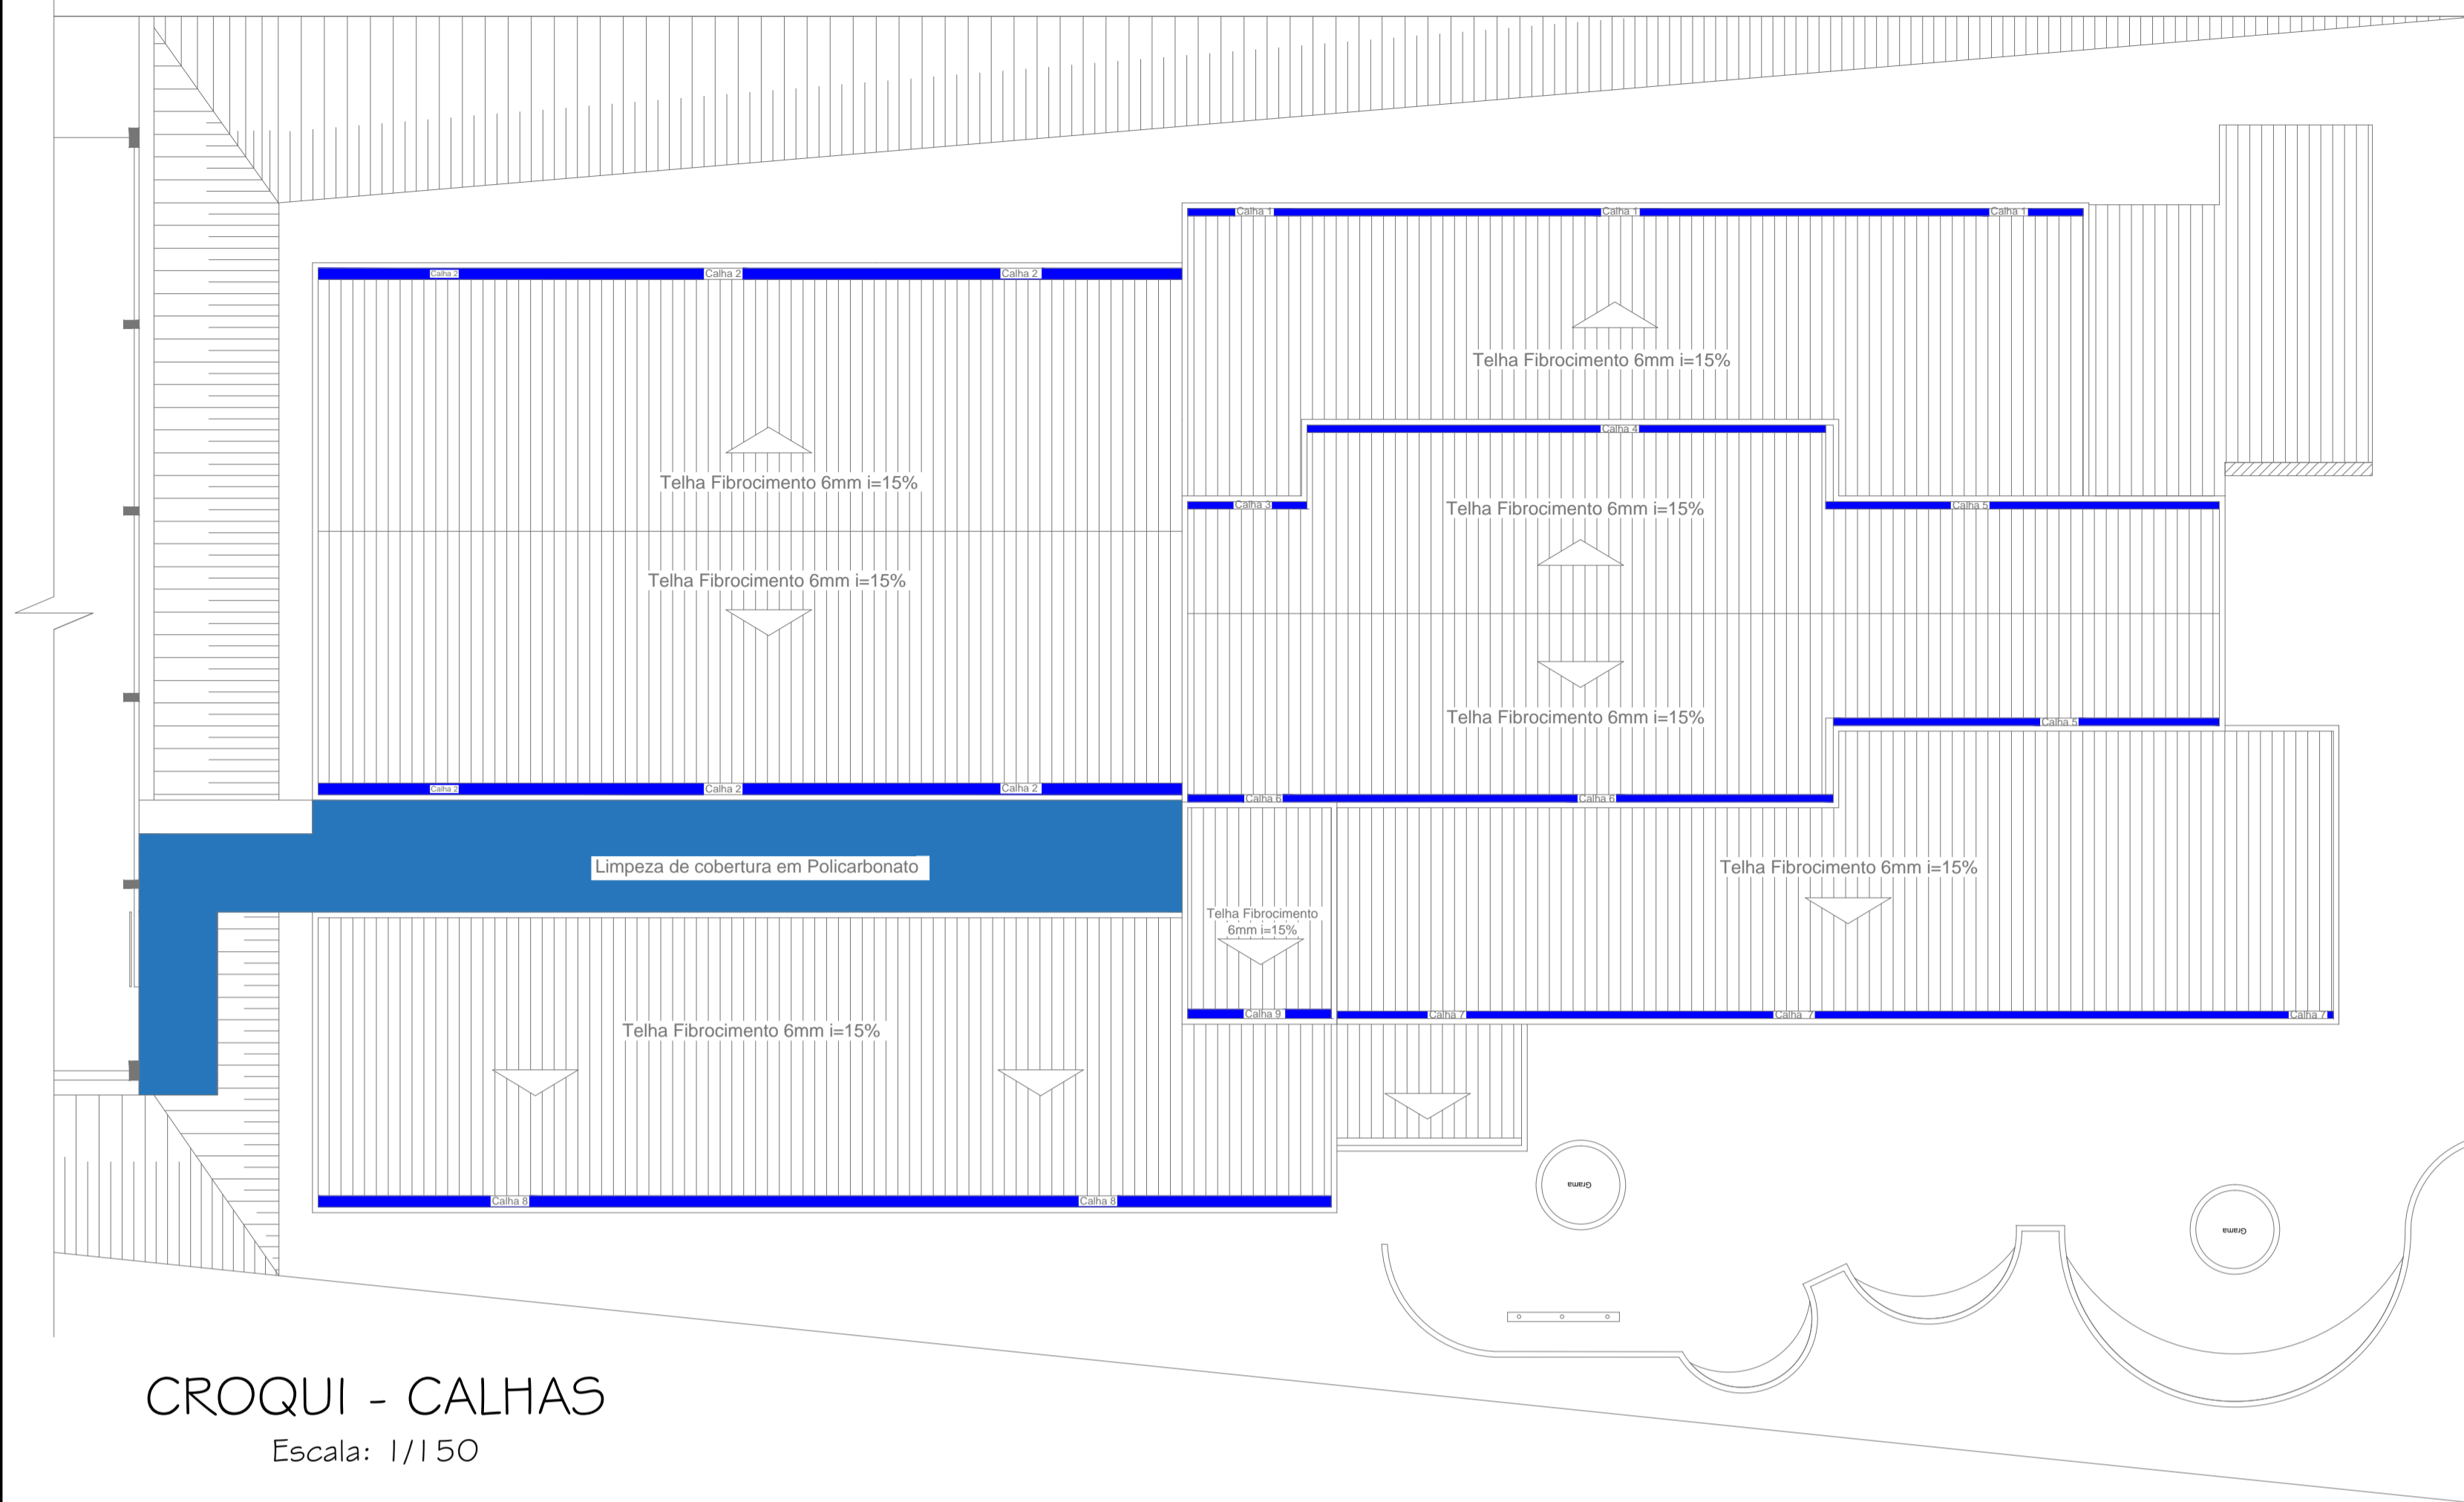 Calha 1 Calha 1 Calha 1
Calha 2 Calha 2 Calha 2
Telha Fibrocimento 6mm i=15%
Calha 4
Telha Fibrocimento 6mm i=15%
Calha 3
Telha Fibrocimento 6mm i=15%
Calha 5
Telha Fibrocimento 6mm i=15%
Telha Fibrocimento 6mm i=15%
Calha 5
Calha 2 Calha 2 Calha 2
Calha 6 Calha 6
Limpeza de cobertura em Policarbonato
Telha Fibrocimento 6mm i=15%
Telha Fibrocimento
6mm i=15%
Calha 9
Calha 7 Calha 7 Calha 7
Telha Fibrocimento 6mm i=15%
Calha 8 Calha 8
Grama
Grama
CROQUI - CALHAS
Escala: 1/150